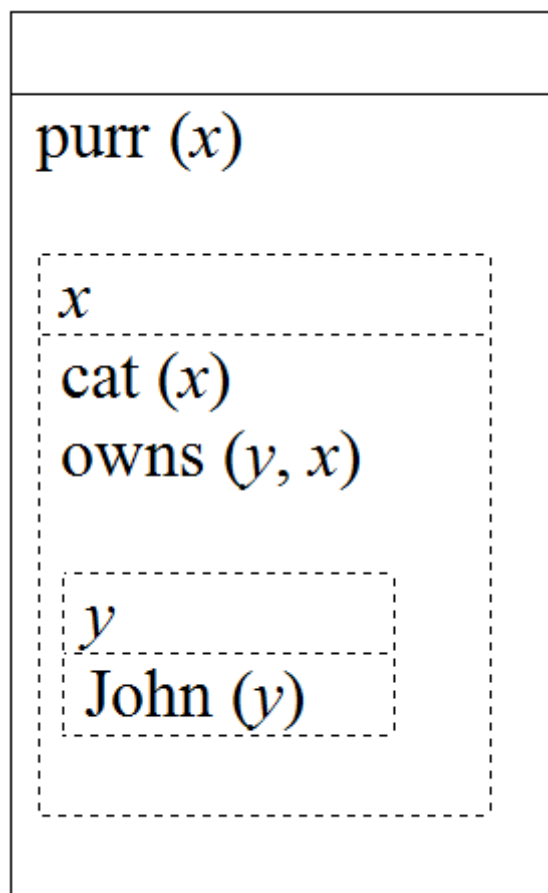 purr (x)
x
cat (x)
owns (y, x)
y
John (y)